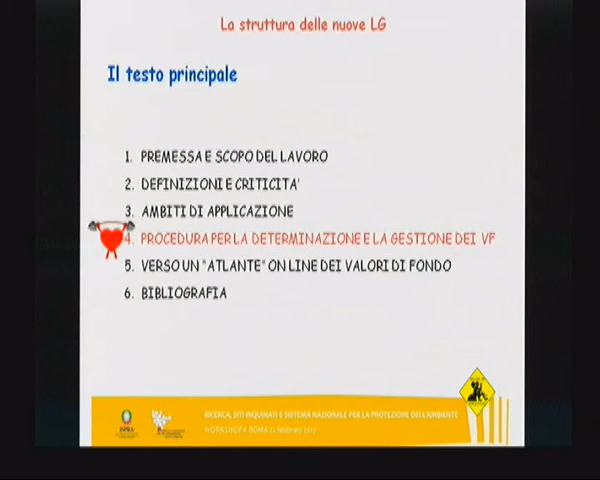 La struttura delle nuove LG
Il testo principale
1. PREMESSA E SCOPO DEL LAVORO
2. DEFINIZIONI E CRITICITA'
3. AMBITI DI APPLICAZIONE
4. PROCEDURA PER LA DETERMINAZIONE E LA GESTIONE DEI VF
5. VERSO UN "ATLANTE" ON LINE DEI VALORI DI FONDO
6. BIBLIOGRAFIA
RICERCA, SITI INQUINATI E SISTEMA NAZIONALE PER LA PROTEZIONE DELL'AMBIENTE
ISPRA